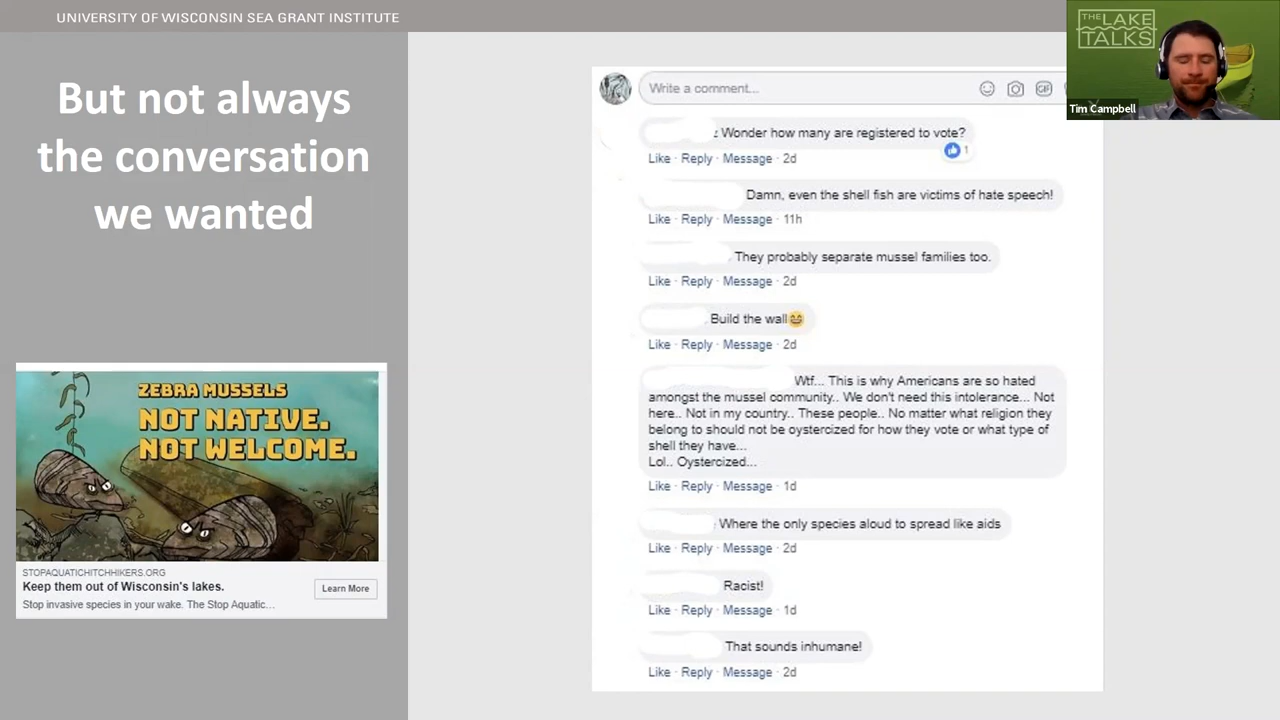 UNIVERSITY OF WISCONSIN SEA GRANT INSTITUTE
But not always
the conversation
we wanted
ZEBRA MUSSELS
NOT NATIVE.
NOT WELCOME.
STOPAQUATICHITCHHIKERS.ORG
Keep them out of Wisconsin's lakes.
Learn More
Stop invasive species in your wake. The Stop Aquatic...
Write a comment...
GIF
Wonder how many are registered to vote?
1
Like · Reply · Message · 2d
Damn, even the shell fish are victims of hate speech!
Like · Reply · Message · 11h
They probably separate mussel families too.
Like · Reply · Message · 2d
Build the wall😄
Like · Reply · Message · 2d
Wtf... This is why Americans are so hated
amongst the mussel community.. We don't need this intolerance... Not
here.. Not in my country.. These people.. No matter what religion they
belong to should not be oystercized for how they vote or what type of
shell they have...
Lol.. Oystercized...
Like · Reply · Message · 1d
Where the only species aloud to spread like aids
Like · Reply · Message · 2d
Racist!
Like · Reply · Message · 1d
That sounds inhumane!
Like · Reply · Message · 2d
THE LAKE
TALKS
Tim Campbell